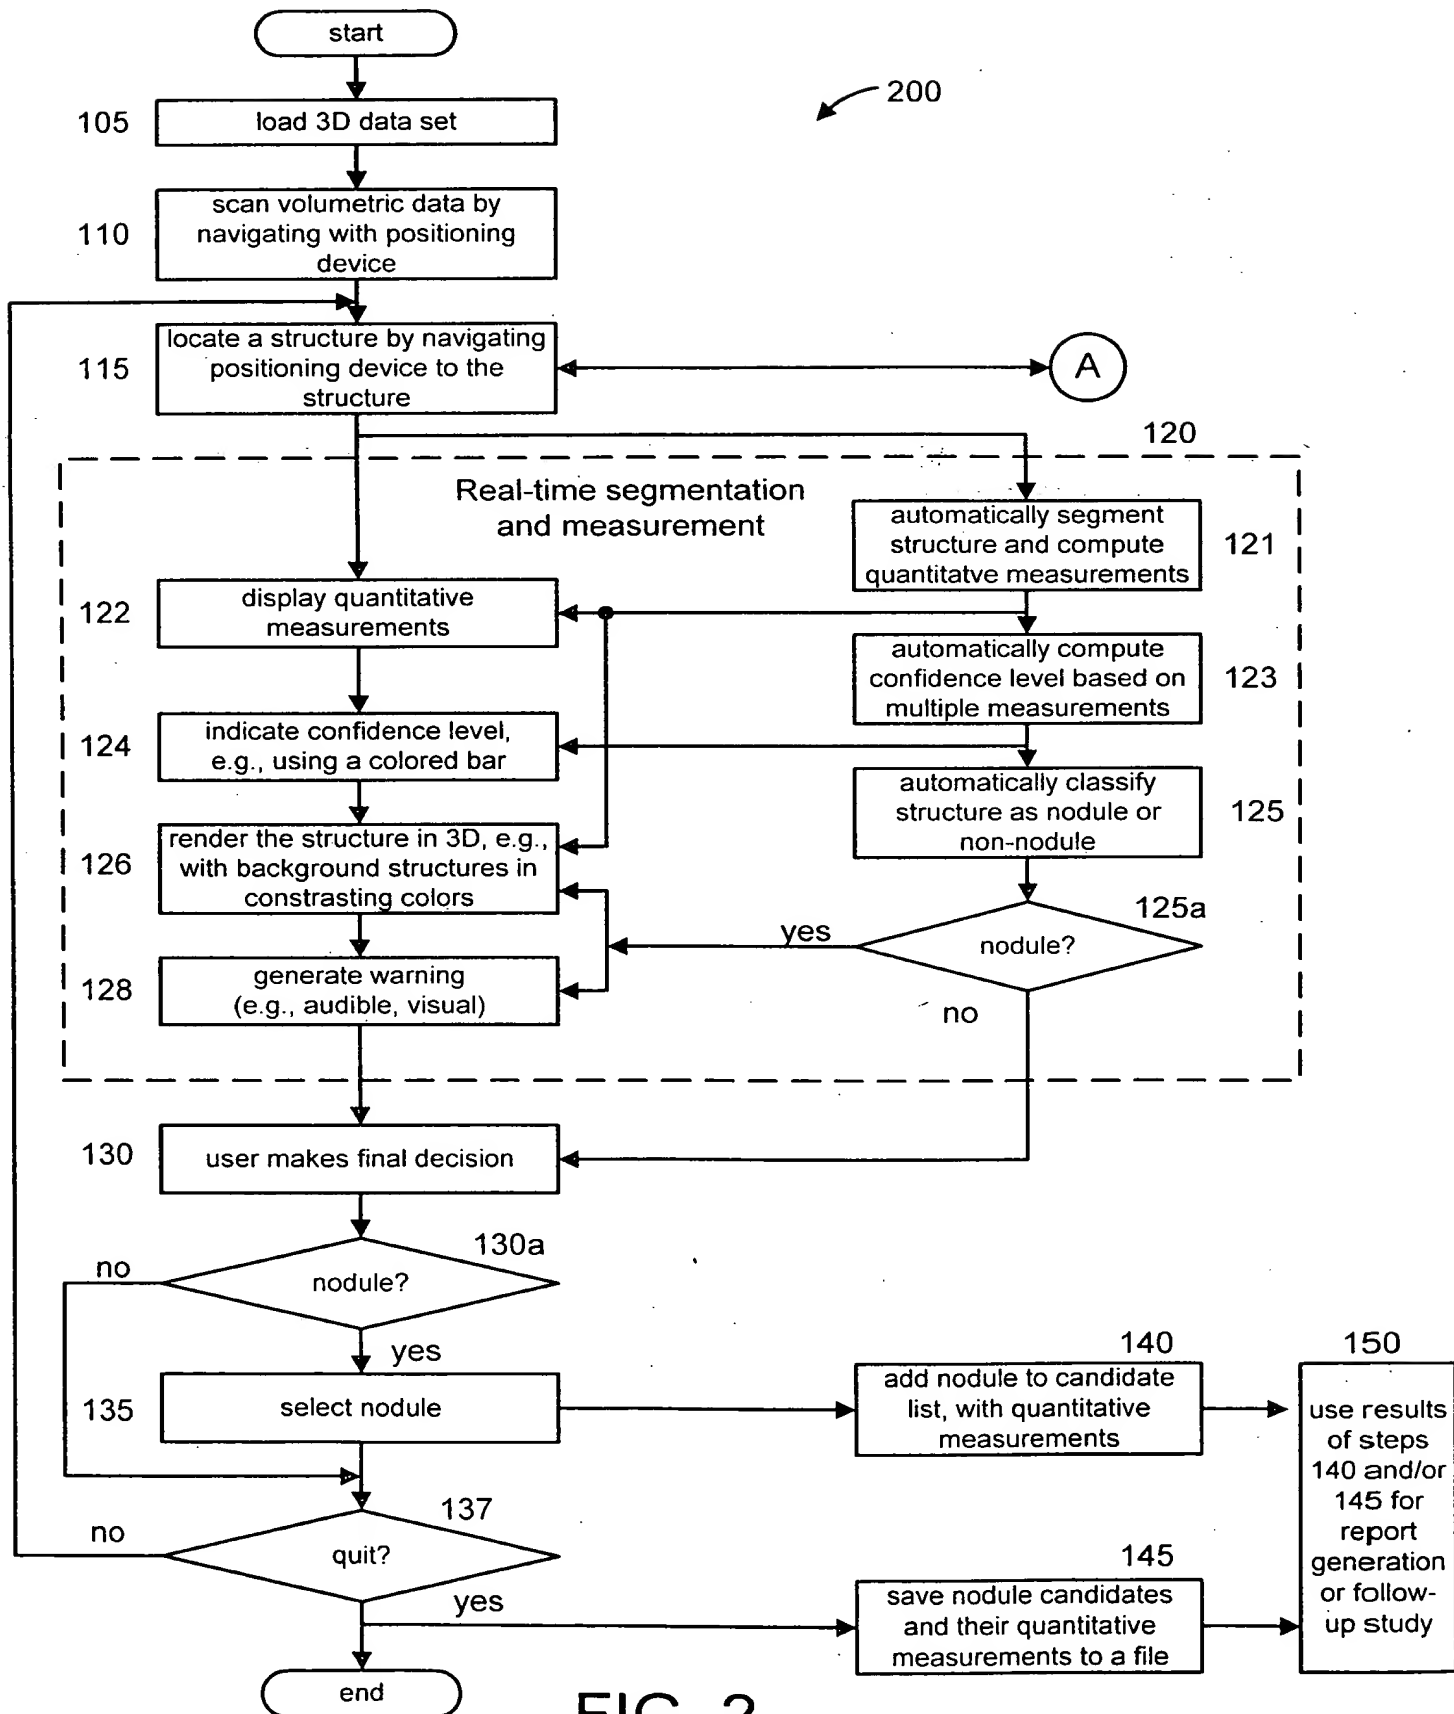 start
200
105
load 3D data set
110
scan volumetric data by
navigating with positioning
device
115
locate a structure by navigating
positioning device to the
structure
A
120
Real-time segmentation
and measurement
automatically segment
structure and compute
quantitatve measurements
121
122
display quantitative
measurements
automatically compute
confidence level based on
multiple measurements
123
124
indicate confidence level,
e.g., using a colored bar
automatically classify
structure as nodule or
non-nodule
125
126
render the structure in 3D, e.g.,
with background structures in
constrasting colors
125a
nodule?
yes
no
128
generate warning
(e.g., audible, visual)
130
user makes final decision
130a
nodule?
no
yes
135
select nodule
140
add nodule to candidate
list, with quantitative
measurements
150
use results
of steps
140 and/or
145 for
report
generation
or follow-
up study
137
quit?
no
yes
145
save nodule candidates
and their quantitative
measurements to a file
end
FIG. 2